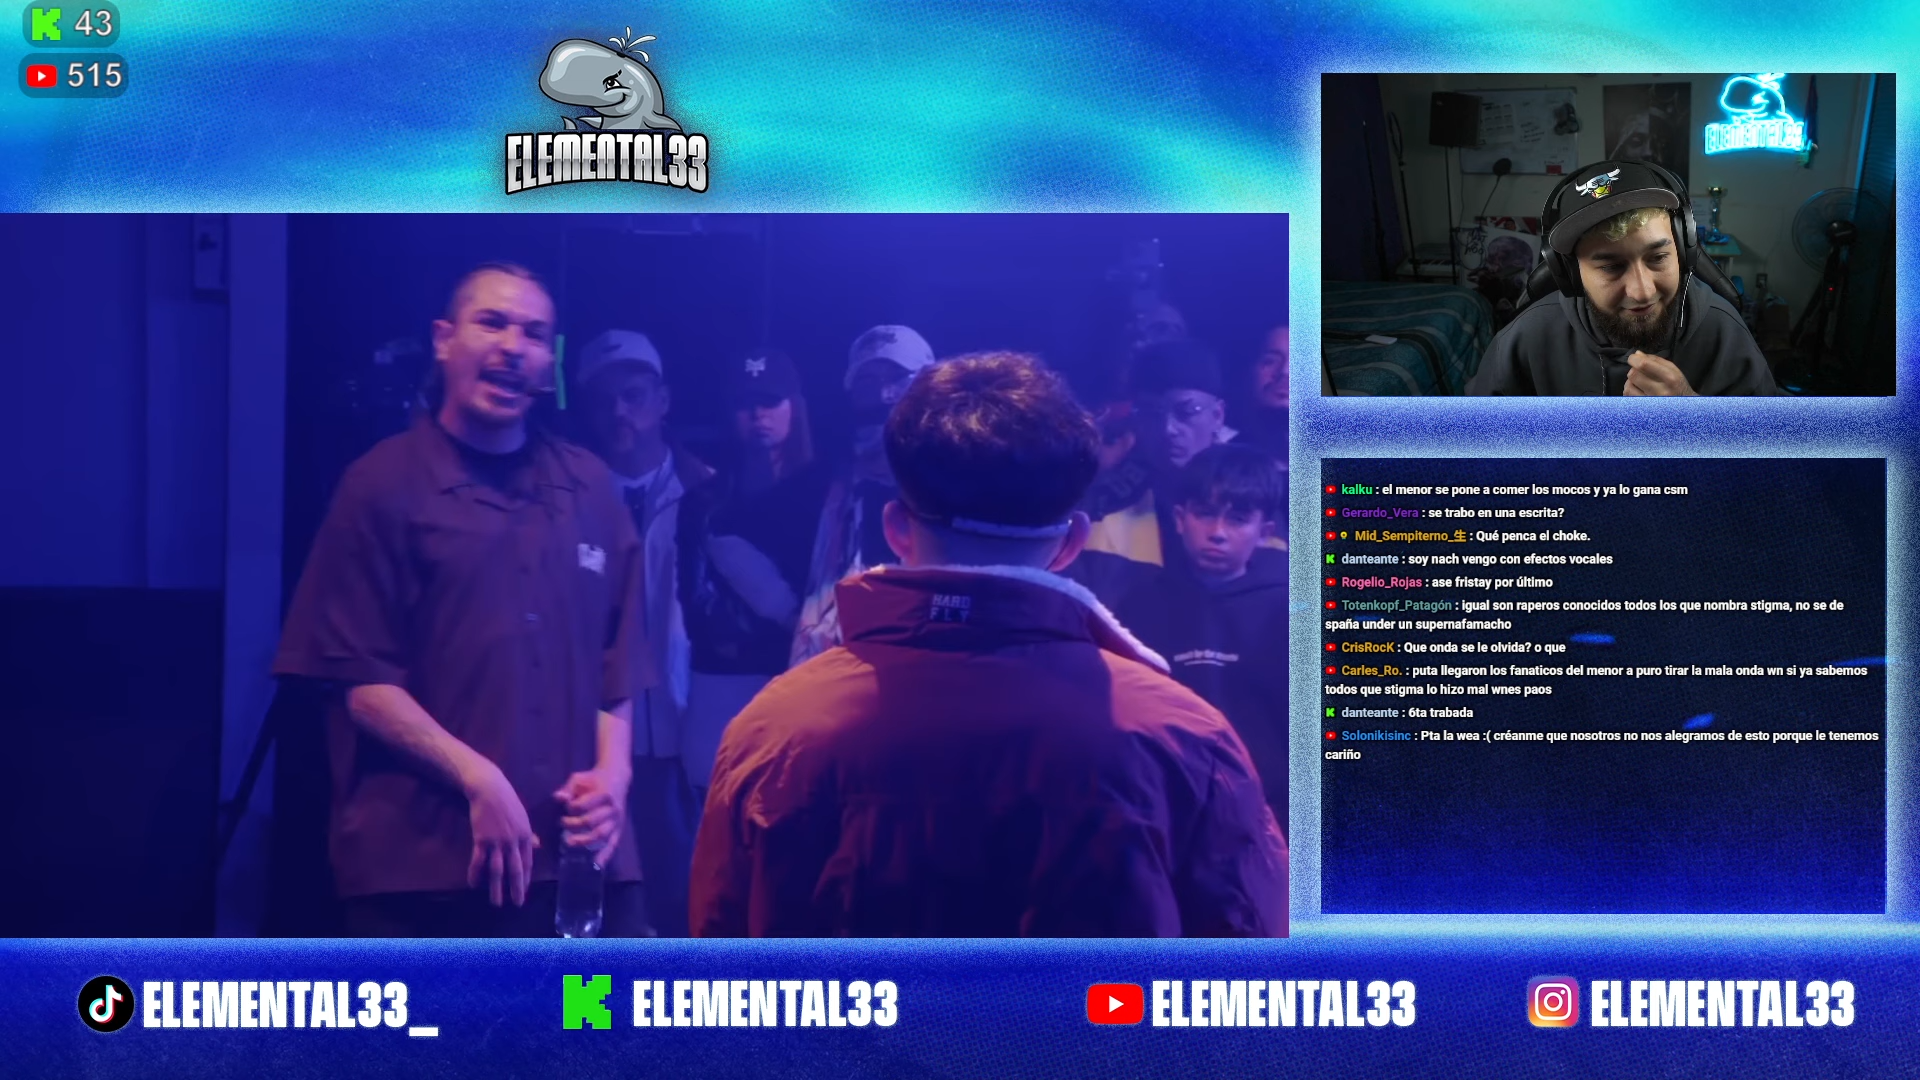 43
515
ELEMENTAL33
ELEMENTAL33
HARD
FLY
kalku : el menor se pone a comer los mocos y ya lo gana csm
Gerardo_Vera : se trabo en una escrita?
Mid_Sempiterno_生 : Qué penca el choke.
danteante : soy nach vengo con efectos vocales
Rogelio_Rojas : ase fristay por último
Totenkopf_Patagón : igual son raperos conocidos todos los que nombra stigma, no se de
spaña under un supernafamacho
CrisRocK : Que onda se le olvida? o que
Carles_Ro. : puta llegaron los fanaticos del menor a puro tirar la mala onda wn si ya sabemos
todos que stigma lo hizo mal wnes paos
danteante : 6ta trabada
Solonikisinc : Pta la wea :( créanme que nosotros no nos alegramos de esto porque le tenemos
cariño
ELEMENTAL33_
ELEMENTAL33
ELEMENTAL33
ELEMENTAL33